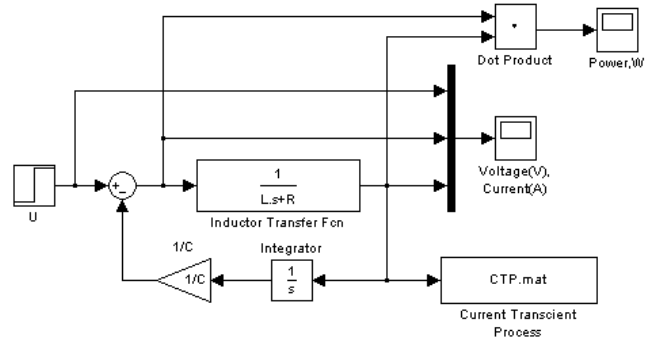 Dot Product
Power,W
Voltage(V),
Current(A)
U
+
−
1
L.s+R
Inductor Transfer Fcn
1/C
1/C
Integrator
1
s
CTP.mat
Current Transcient
Process